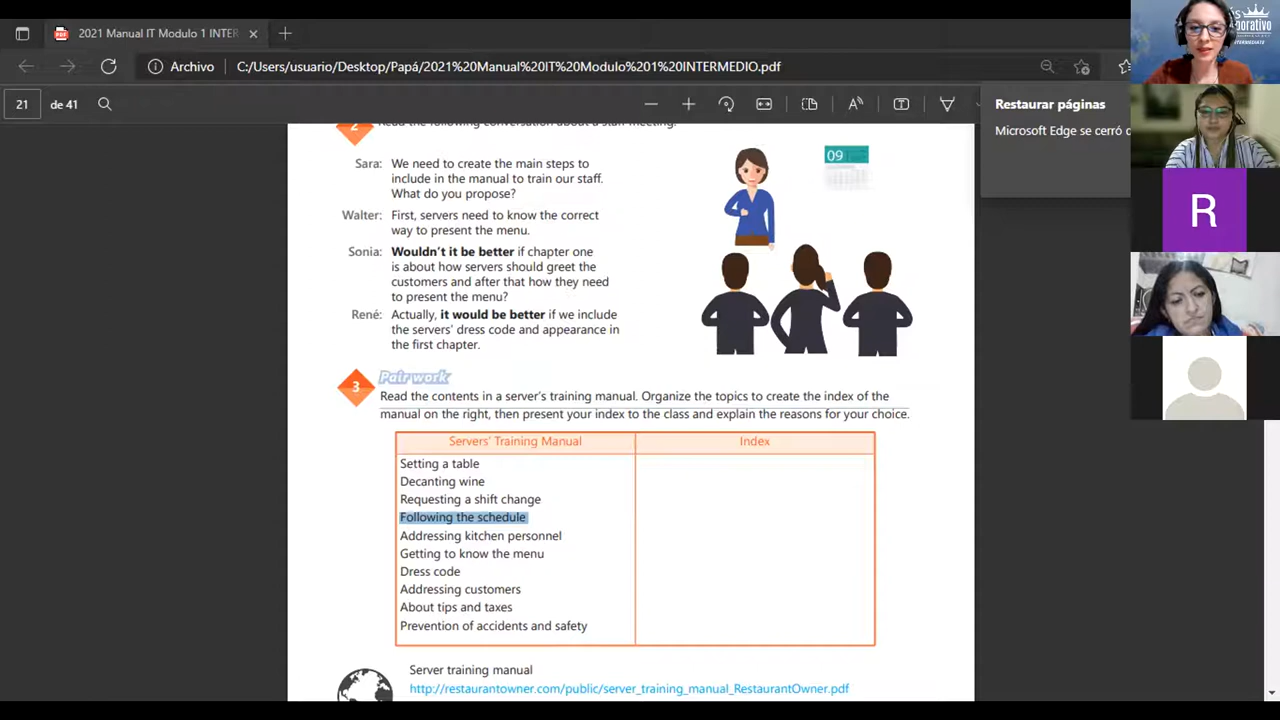 2021 Manual IT Modulo 1 INTER
Archivo
C:/Users/usuario/Desktop/Papá/2021%20Manual%20IT%20Modulo%201%20INTERMEDIO.pdf
21
de 41
Restaurar páginas
Microsoft Edge se cerró
2
Read the following conversation about a staff meeting.
Sara: We need to create the main steps to
include in the manual to train our staff.
What do you propose?
Walter: First, servers need to know the correct
way to present the menu.
Sonia: Wouldn't it be better if chapter one
is about how servers should greet the
customers and after that how they need
to present the menu?
René: Actually, it would be better if we include
the servers' dress code and appearance in
the first chapter.
09
3
Pair work
Read the contents in a server's training manual. Organize the topics to create the index of the
manual on the right, then present your index to the class and explain the reasons for your choice.
Servers' Training Manual
Index
Setting a table
Decanting wine
Requesting a shift change
Following the schedule
Addressing kitchen personnel
Getting to know the menu
Dress code
Addressing customers
About tips and taxes
Prevention of accidents and safety
Server training manual
http://restaurantowner.com/public/server_training_manual_RestaurantOwner.pdf
R